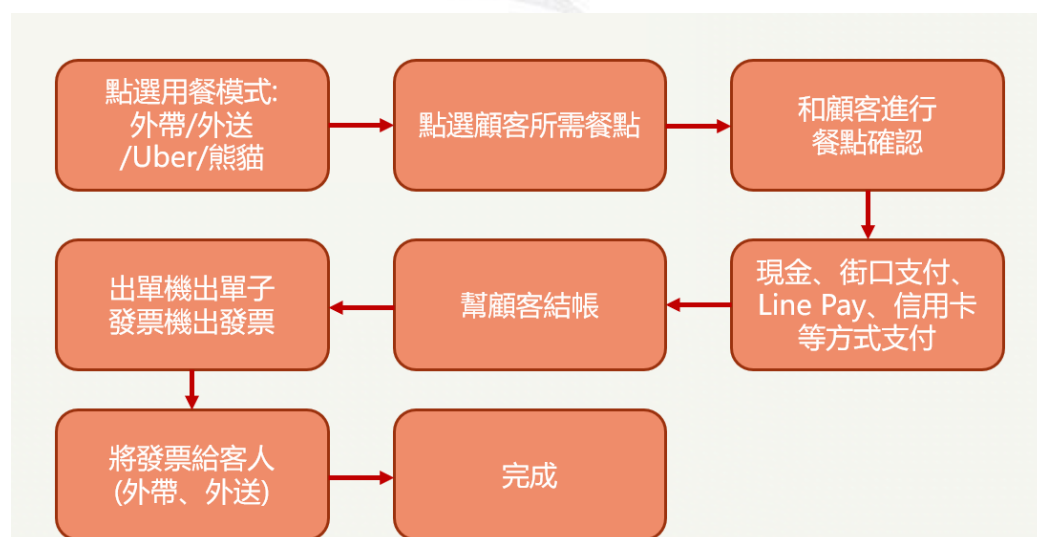 點選用餐模式:
外帶/外送
/Uber/熊貓
點選顧客所需餐點
和顧客進行
餐點確認
現金、街口支付、
Line Pay、信用卡
等方式支付
幫顧客結帳
出單機出單子
發票機出發票
將發票給客人
(外帶、外送)
完成